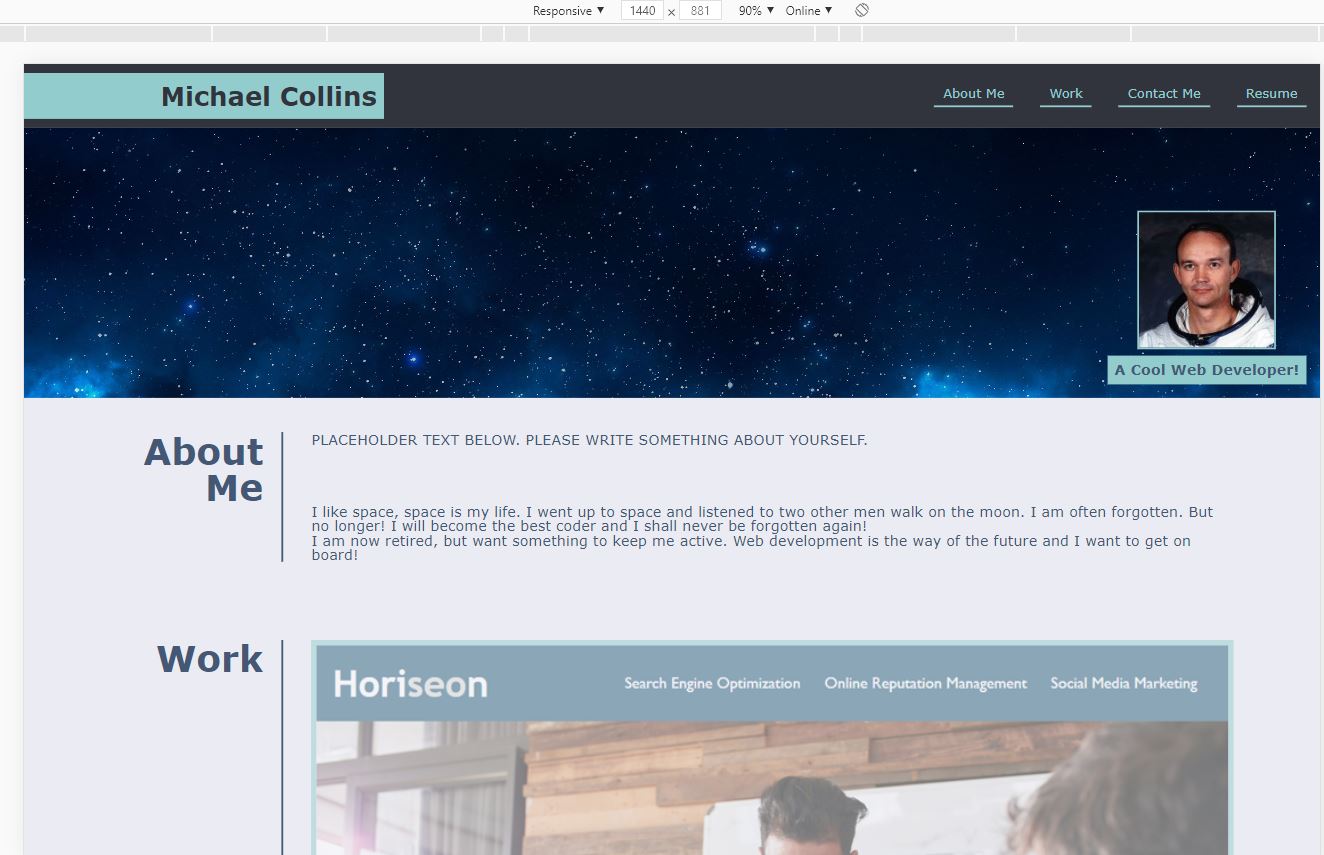 Responsive ▼ 1440 × 881 90% ▼ Online ▼
Michael Collins
About Me Work Contact Me Resume
A Cool Web Developer!
About
Me
PLACEHOLDER TEXT BELOW. PLEASE WRITE SOMETHING ABOUT YOURSELF.
I like space, space is my life. I went up to space and listened to two other men walk on the moon. I am often forgotten. But
no longer! I will become the best coder and I shall never be forgotten again!
I am now retired, but want something to keep me active. Web development is the way of the future and I want to get on
board!
Work
Horiseon
Search Engine Optimization Online Reputation Management Social Media Marketing